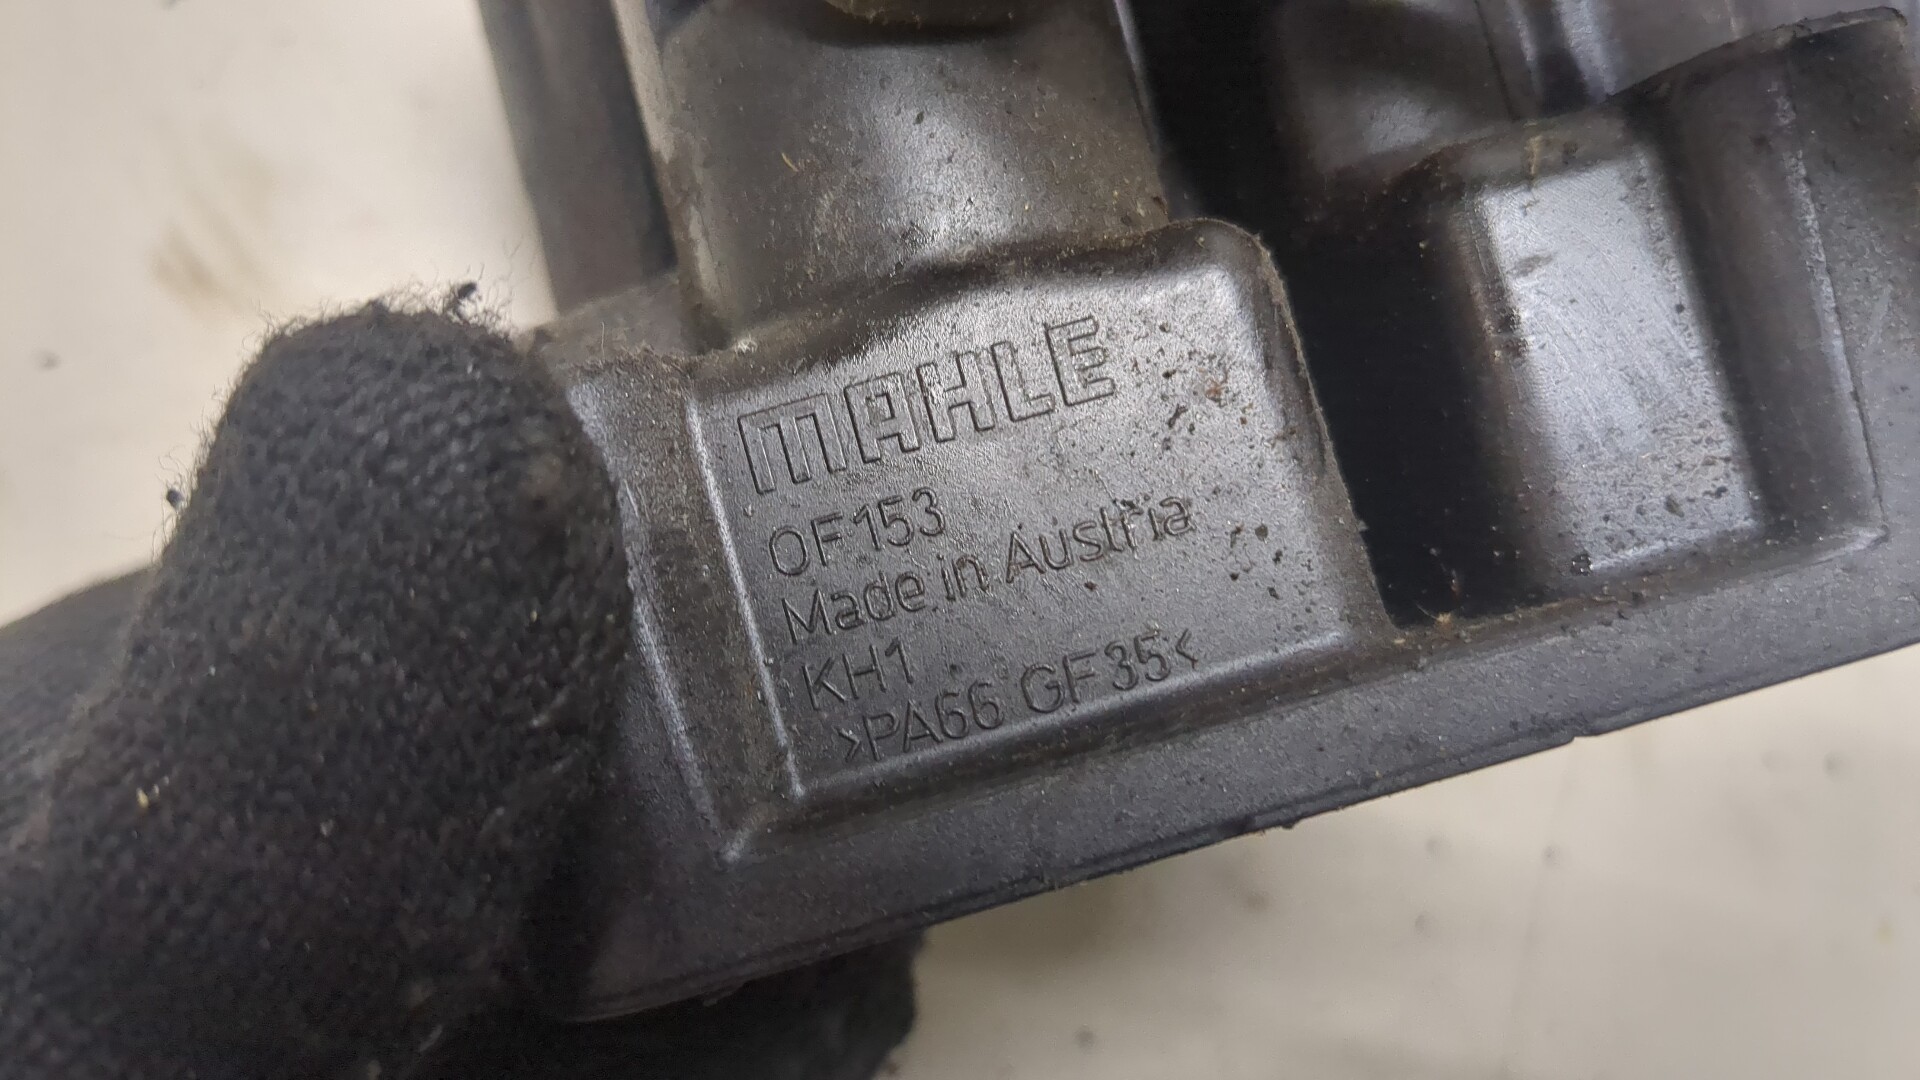 MAHLE
OF153
Made in Austria
KH1
>PA66 GF35<